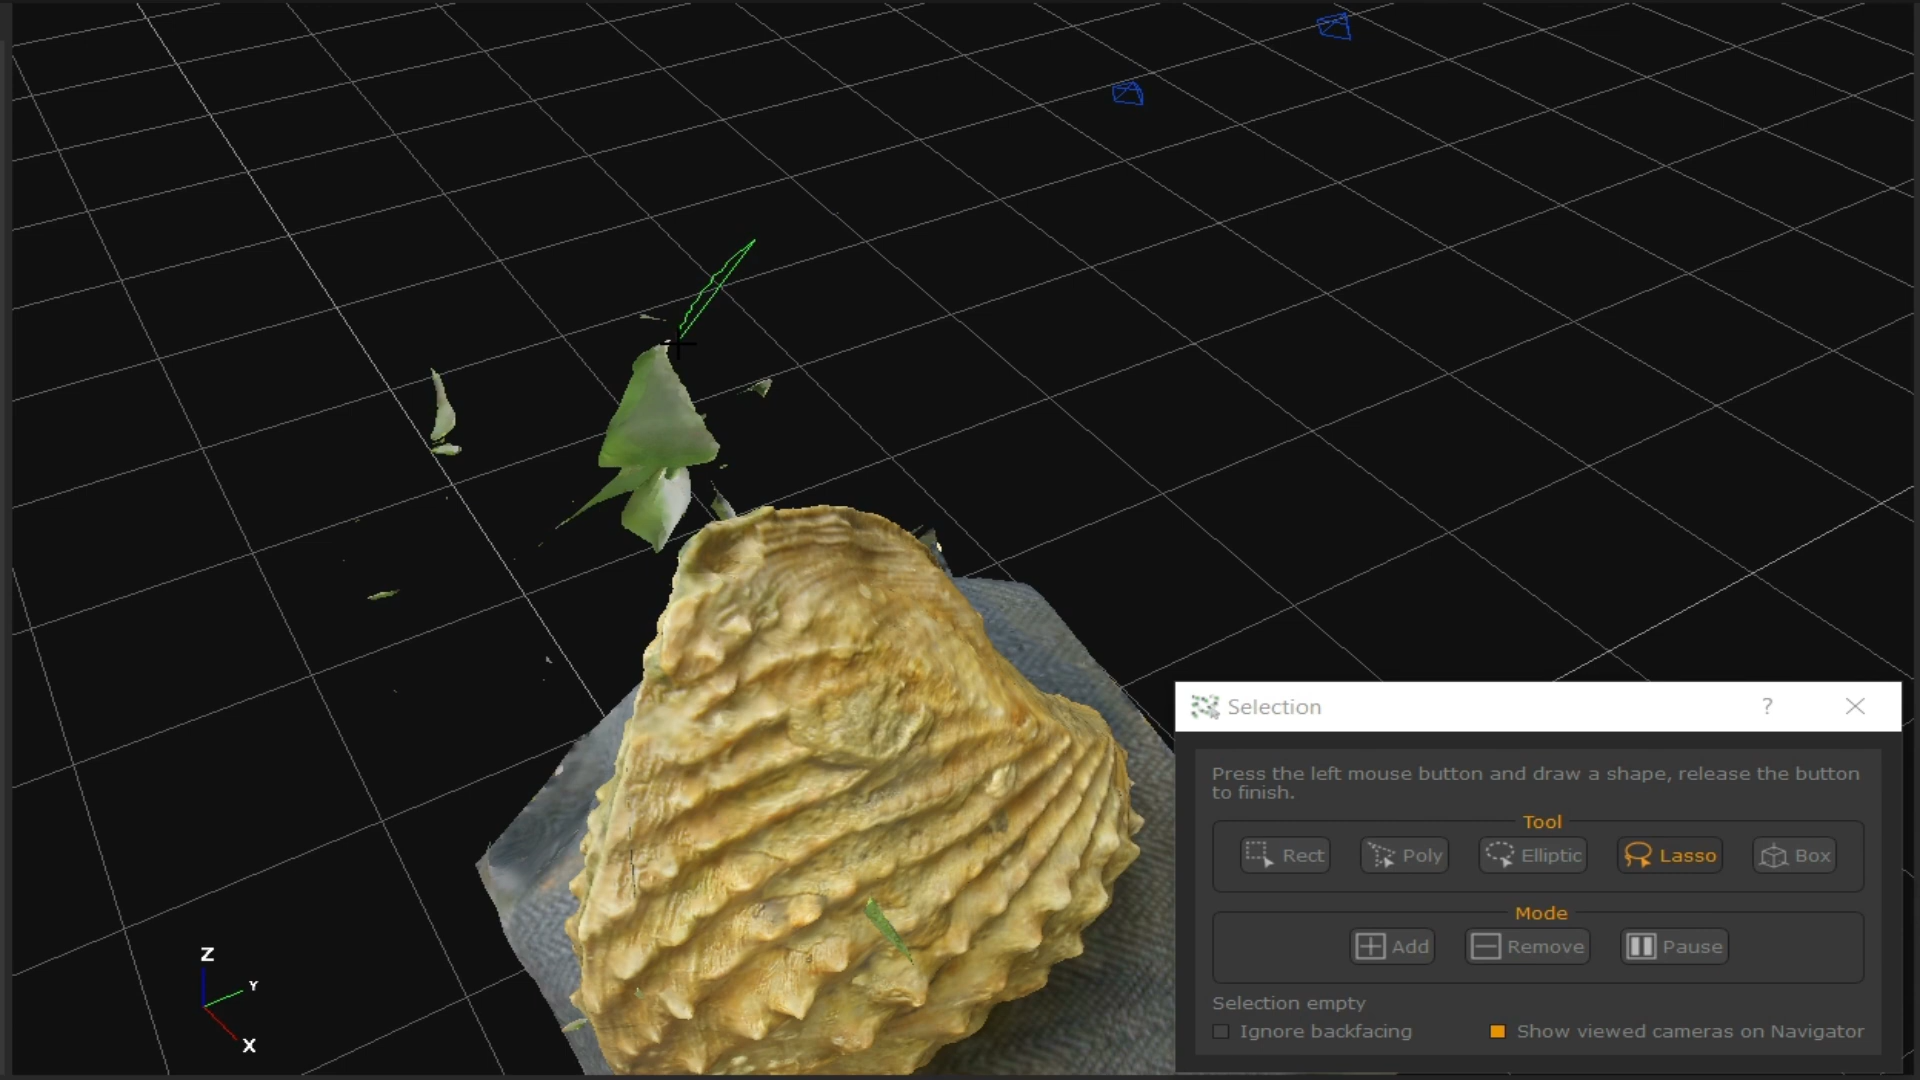 Selection
?
Press the left mouse button and draw a shape, release the button
to finish.
Tool
Rect
Poly
Elliptic
Lasso
Box
Mode
Add
Remove
Pause
Selection empty
Ignore backfacing
Show viewed cameras on Navigator
Z
Y
X